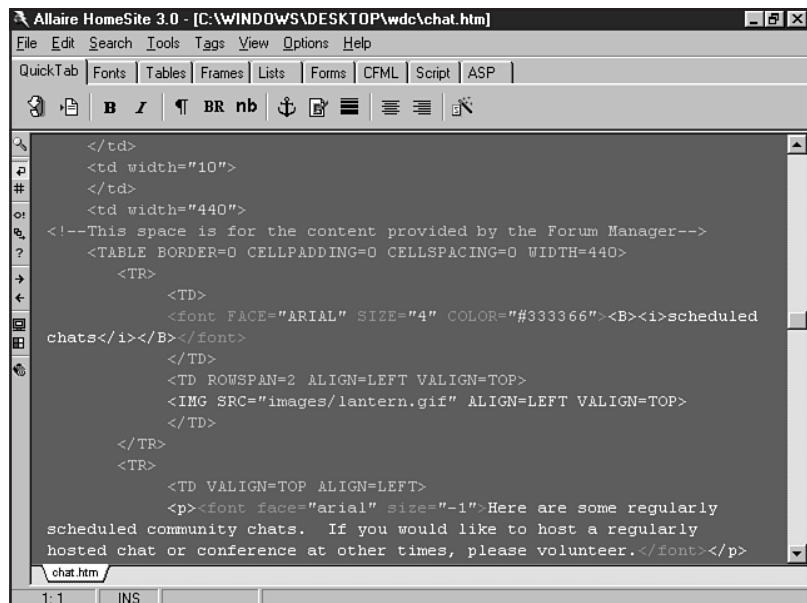 Allaire HomeSite 3.0 - [C:\WINDOWS\DESKTOP\wdc\chat.htm]
File Edit Search Tools Tags View Options Help
QuickTab Fonts Tables Frames Lists Forms CFML Script ASP
B I ¶ BR nb
</td>
<td width="10">
</td>
<td width="440">
<!--This space is for the content provided by the Forum Manager-->
<TABLE BORDER=0 CELLPADDING=0 CELLSPACING=0 WIDTH=440>
<TR>
<TD>
<font FACE="ARIAL" SIZE="4" COLOR="#333366"><B><i>scheduled
chats</i></B></font>
</TD>
<TD ROWSPAN=2 ALIGN=LEFT VALIGN=TOP>
<IMG SRC="images/lantern.gif" ALIGN=LEFT VALIGN=TOP>
</TD>
</TR>
<TR>
<TD VALIGN=TOP ALIGN=LEFT>
<p><font face="arial" size="-1">Here are some regularly
scheduled community chats.  If you would like to host a regularly
hosted chat or conference at other times, please volunteer.</font></p>
chat.htm
1: 1 INS